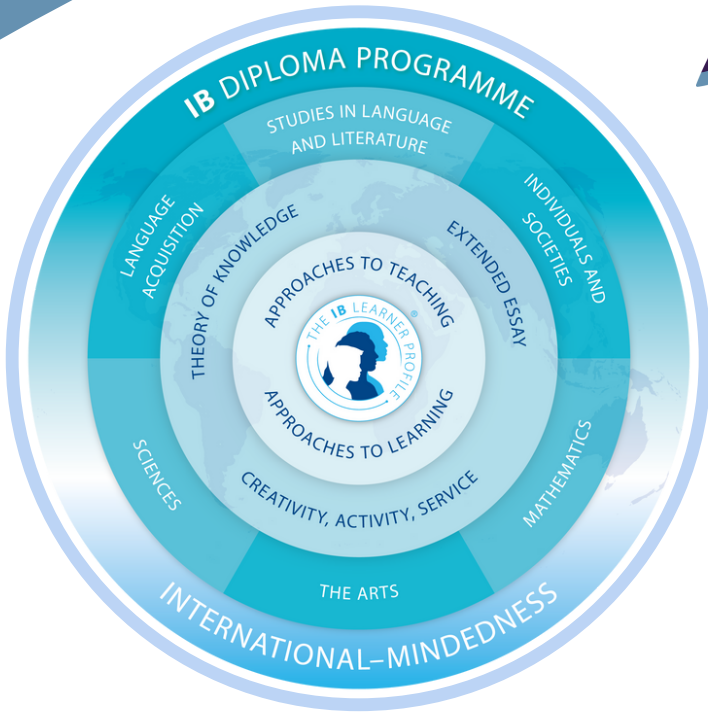 IB DIPLOMA PROGRAMME
STUDIES IN LANGUAGE
AND LITERATURE
LANGUAGE
ACQUISITION
INDIVIDUALS AND
SOCIETIES
THEORY OF KNOWLEDGE
EXTENDED ESSAY
APPROACHES TO TEACHING
THE IB LEARNER PROFILE ®
APPROACHES TO LEARNING
CREATIVITY, ACTIVITY, SERVICE
SCIENCES
MATHEMATICS
THE ARTS
INTERNATIONAL–MINDEDNESS